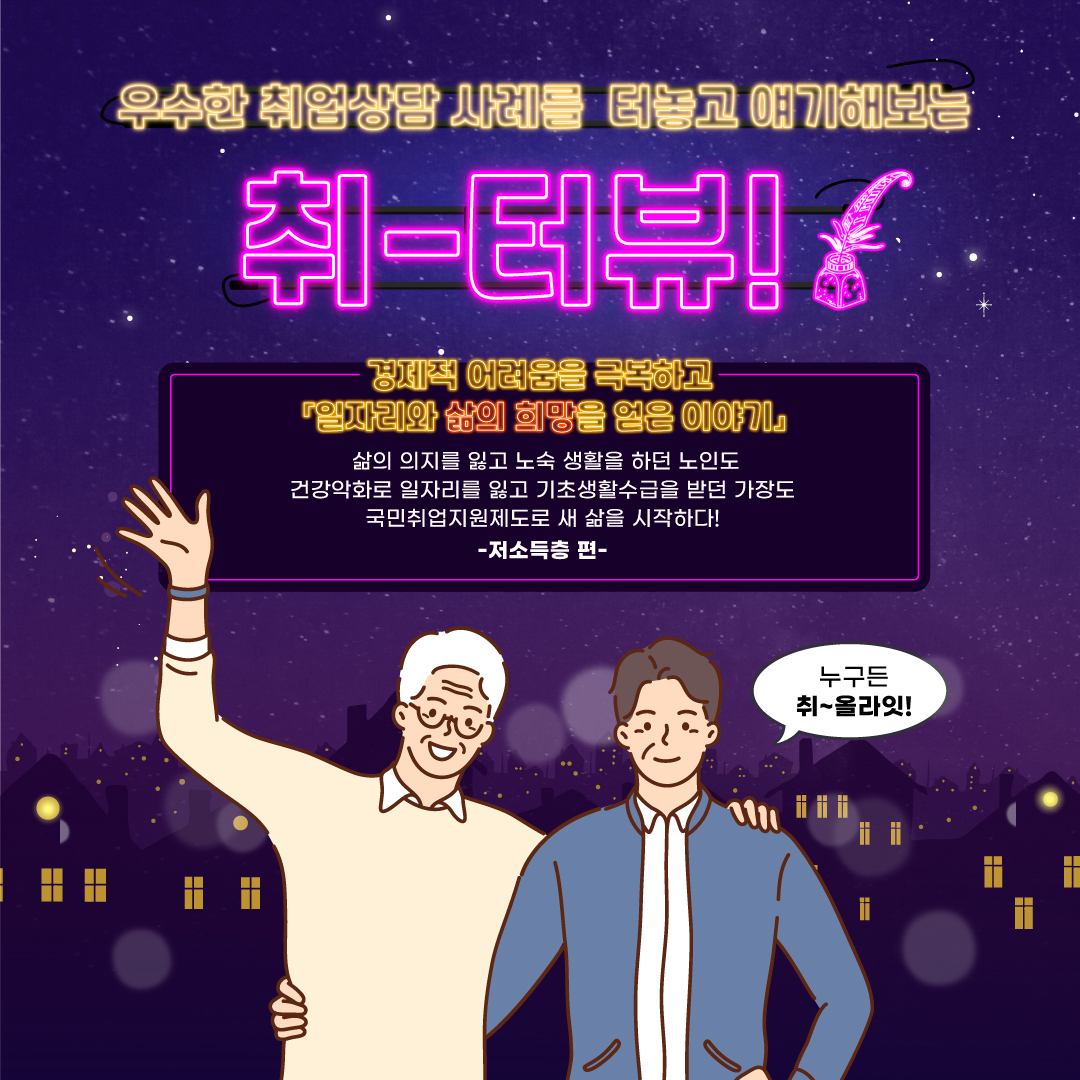 우수한 취업상담 사례를 터놓고 얘기해보는
취-터뷰!
경제적 어려움을 극복하고
「일자리와 삶의 희망을 얻은 이야기」
삶의 의지를 잃고 노숙 생활을 하던 노인도
건강악화로 일자리를 잃고 기초생활수급을 받던 가장도
국민취업지원제도로 새 삶을 시작하다!
-저소득층 편-
누구든
취~올라잇!